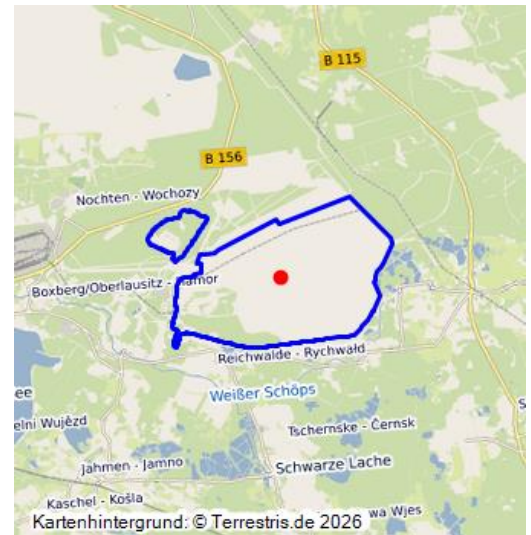 B 115
B 156
Nochten - Wochozy
Boxberg/Oberlausitz - Hamor
Reichwalde - Rychwałd
Weißer Schöps
ee
elni Wujězd
Tschernske - Černsk
Jahmen - Jamno
Schwarze Lache
Kaschel - Košla
wa Wjes
Kartenhintergrund: © Terrestris.de 2026